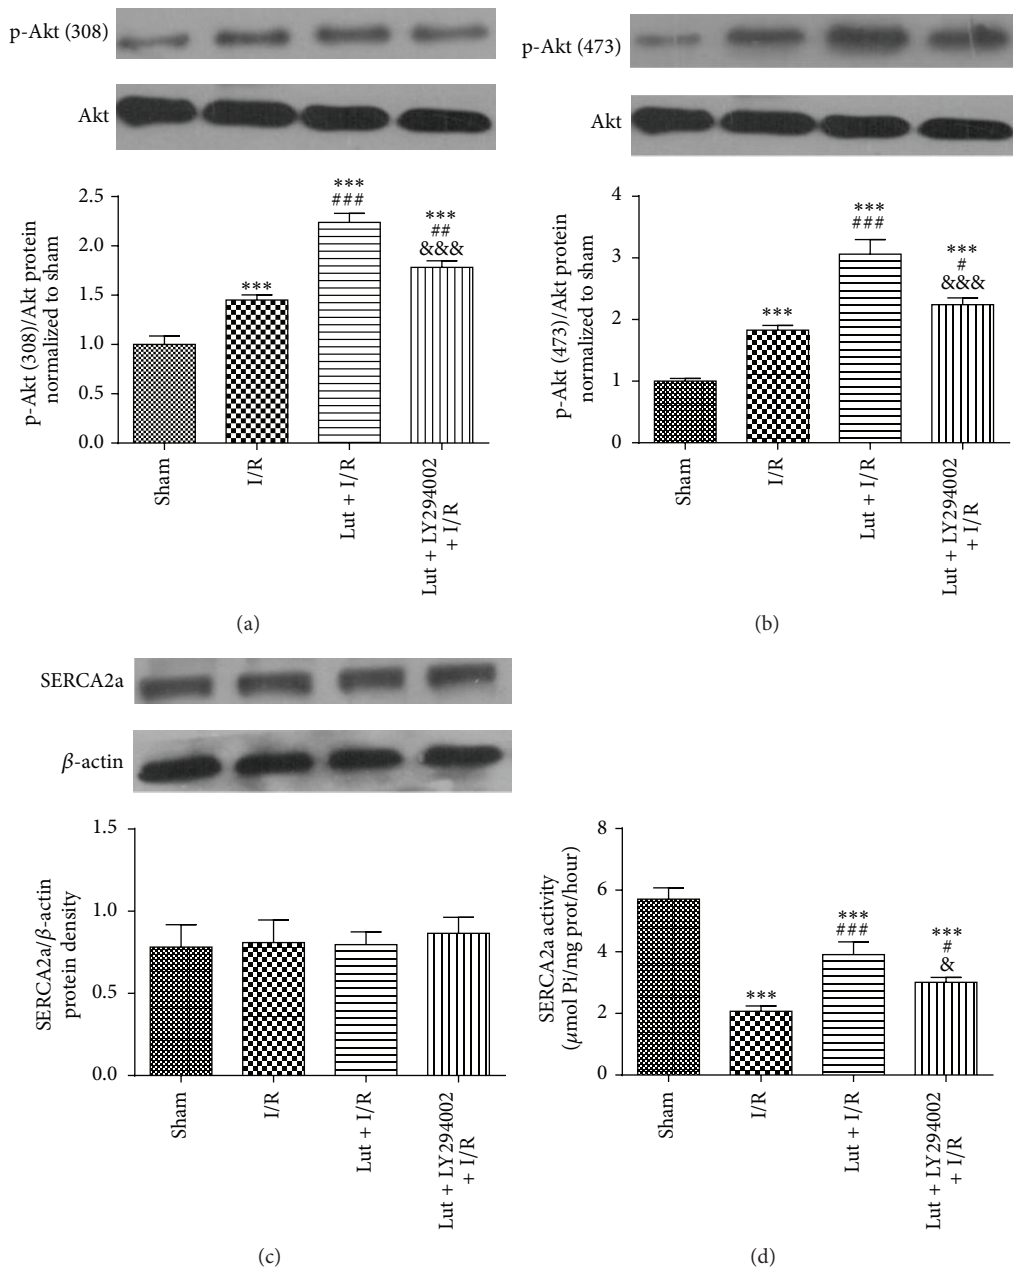 p-Akt (308)
Akt
p-Akt (308)/Akt protein
normalized to sham
2.5
2.0
1.5
1.0
0.5
0.0
***
***
###
***
##
&&&
Sham
I/R
Lut + I/R
Lut + LY294002
+ I/R
(a)
p-Akt (473)
Akt
p-Akt (473)/Akt protein
normalized to sham
4
3
2
1
0
***
***
###
***
#
&&&
Sham
I/R
Lut + I/R
Lut + LY294002
+ I/R
(b)
SERCA2a
β-actin
SERCA2a/β-actin
protein density
1.5
1.0
0.5
0.0
Sham
I/R
Lut + I/R
Lut + LY294002
+ I/R
(c)
SERCA2a activity
(μmol Pi/mg prot/hour)
8
6
4
2
0
***
***
###
***
#
&
Sham
I/R
Lut + I/R
Lut + LY294002
+ I/R
(d)